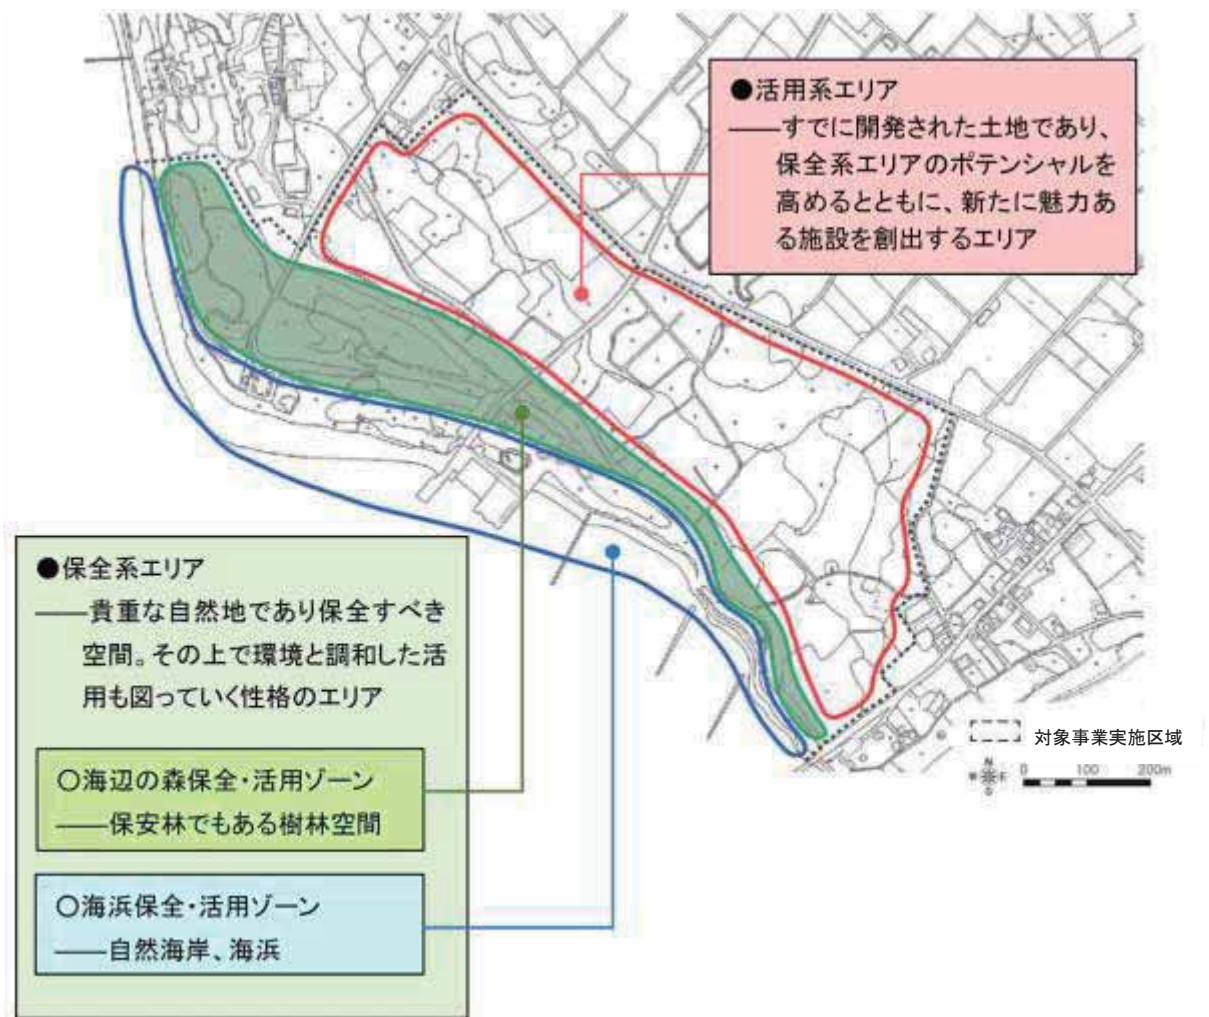 ●活用系エリア
――すでに開発された土地であり、
保全系エリアのポテンシャルを
高めるとともに、新たに魅力あ
る施設を創出するエリア
●保全系エリア
――貴重な自然地であり保全すべき
空間。その上で環境と調和した活
用も図っていく性格のエリア
○海辺の森保全・活用ゾーン
――保安林でもある樹林空間
○海浜保全・活用ゾーン
――自然海岸、海浜
対象事業実施区域
N
W E
S
0 100 200m